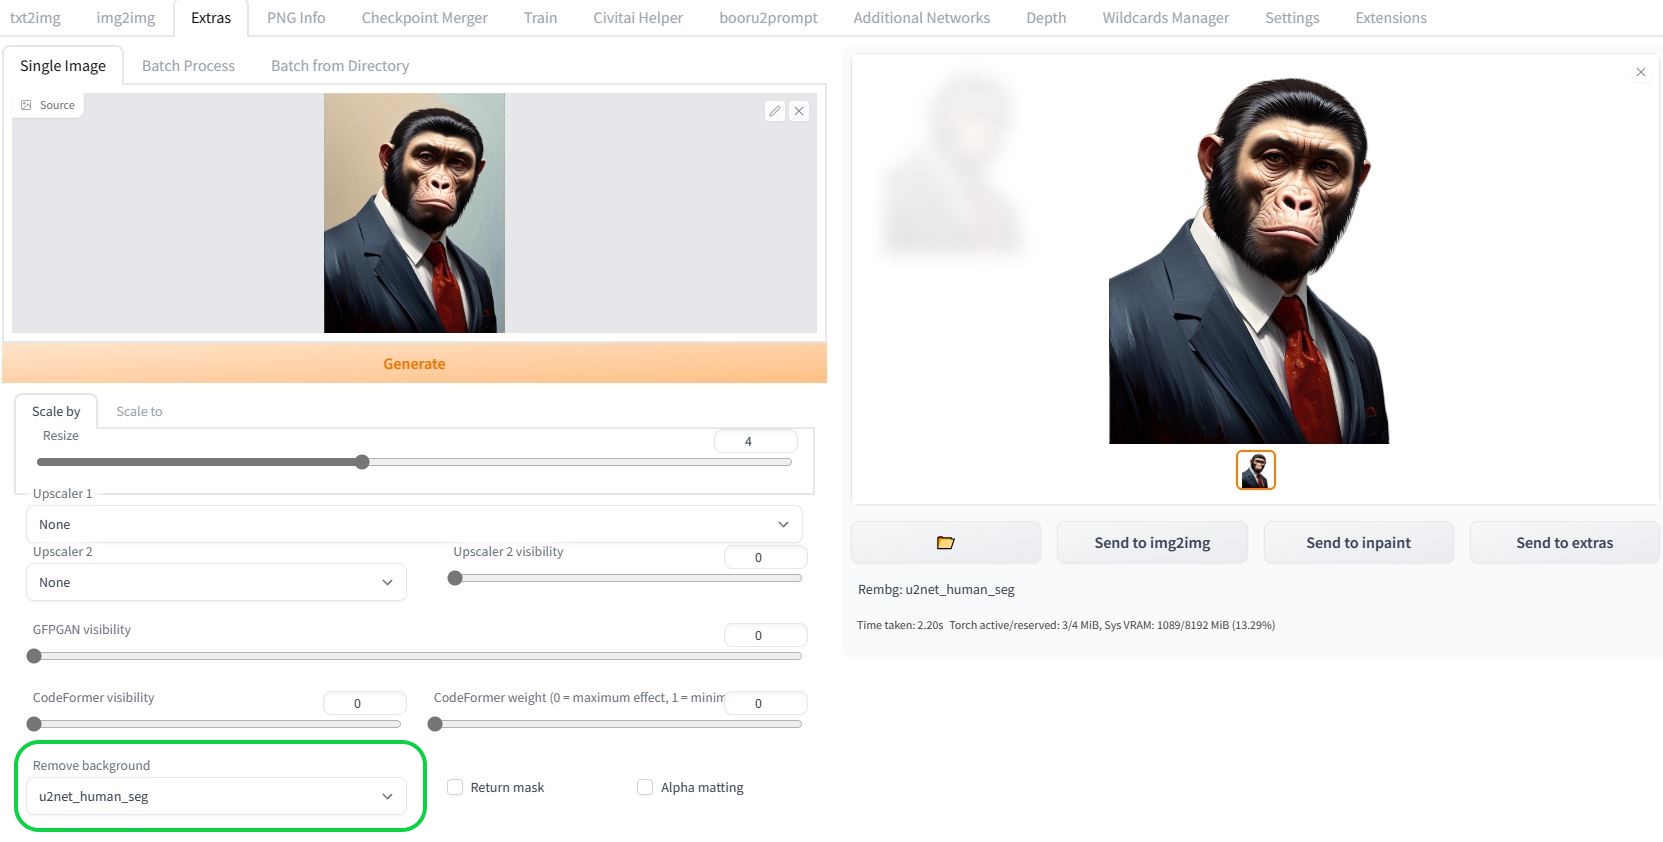 txt2img img2img Extras PNG Info Checkpoint Merger Train Civitai Helper booru2prompt Additional Networks Depth Wildcards Manager Settings Extensions
Single Image Batch Process Batch from Directory
Source
Generate
Scale by Scale to
Resize 4
Upscaler 1
None
Upscaler 2 Upscaler 2 visibility 0
None
GFPGAN visibility 0
CodeFormer visibility 0 CodeFormer weight (0 = maximum effect, 1 = minim 0
Remove background
u2net_human_seg Return mask Alpha matting
Send to img2img Send to inpaint Send to extras
Rembg: u2net_human_seg
Time taken: 2.20s Torch active/reserved: 3/4 MiB, Sys VRAM: 1089/8192 MiB (13.29%)